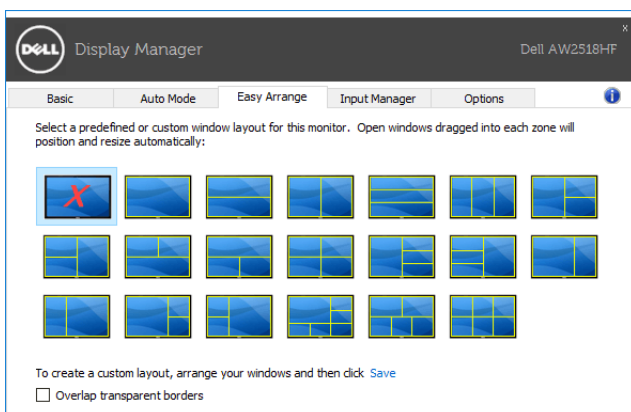 DELL Display Manager Dell AW2518HF x
Basic Auto Mode Easy Arrange Input Manager Options i
Select a predefined or custom window layout for this monitor. Open windows dragged into each zone will
position and resize automatically:
X
To create a custom layout, arrange your windows and then click Save
Overlap transparent borders